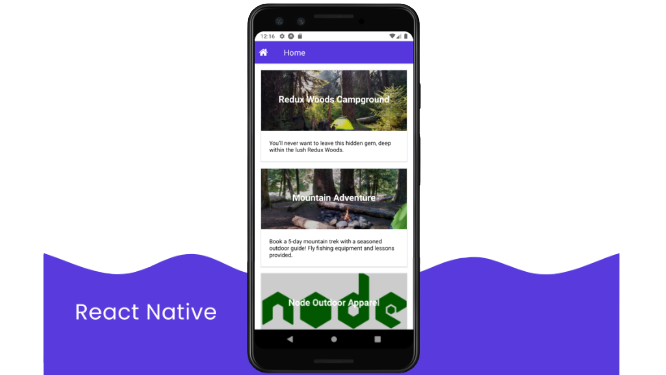 12:16
Home
Redux Woods Campground
You'll never want to leave this hidden gem, deep
within the lush Redux Woods.
Mountain Adventure
Book a 5-day mountain trek with a seasoned
outdoor guide! Fly fishing equipment and lessons
provided.
node
Node Outdoor Apparel
React Native